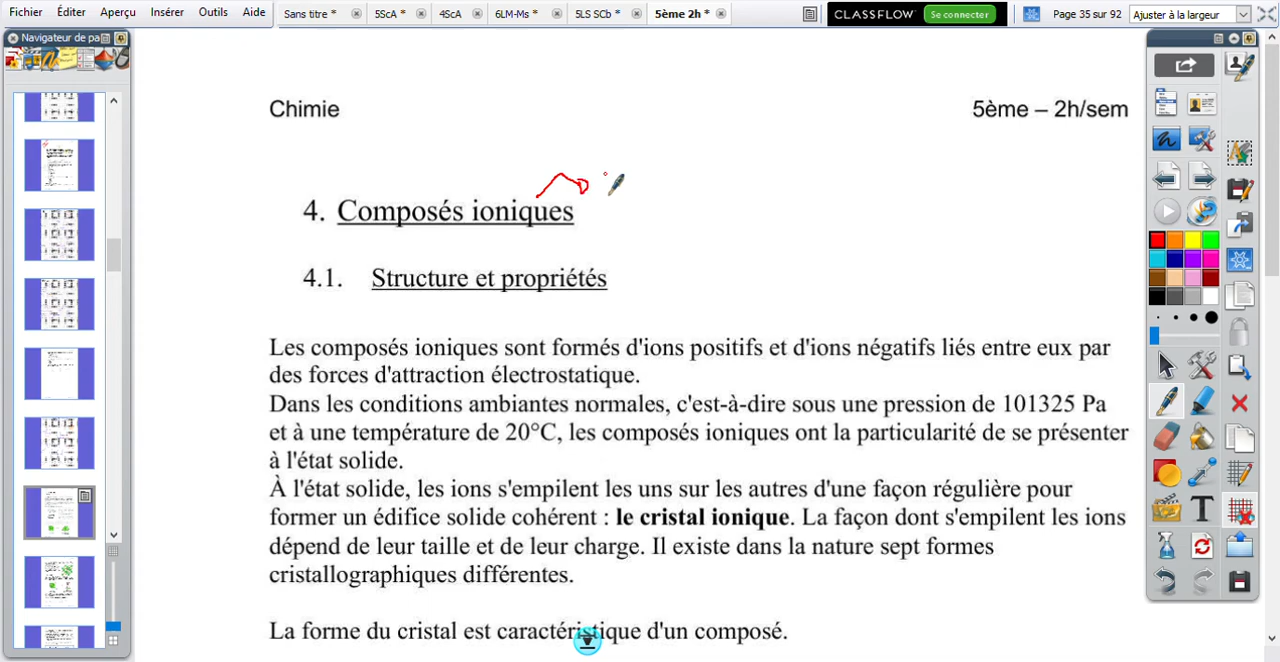 Fichier Éditer Aperçu Insérer Outils Aide Sans titre * 5ScA * 4ScA 6LM-Ms * 5LS SCb * 5ème 2h * CLASSFLOW Se connecter Page 35 sur 92 Ajuster à la largeur
Navigateur de pa
Chimie 5ème – 2h/sem
4. Composés ioniques
4.1. Structure et propriétés
Les composés ioniques sont formés d'ions positifs et d'ions négatifs liés entre eux par
des forces d'attraction électrostatique.
Dans les conditions ambiantes normales, c'est-à-dire sous une pression de 101325 Pa
et à une température de 20°C, les composés ioniques ont la particularité de se présenter
à l'état solide.
À l'état solide, les ions s'empilent les uns sur les autres d'une façon régulière pour
former un édifice solide cohérent : le cristal ionique. La façon dont s'empilent les ions
dépend de leur taille et de leur charge. Il existe dans la nature sept formes
cristallographiques différentes.
La forme du cristal est caractéristique d'un composé.